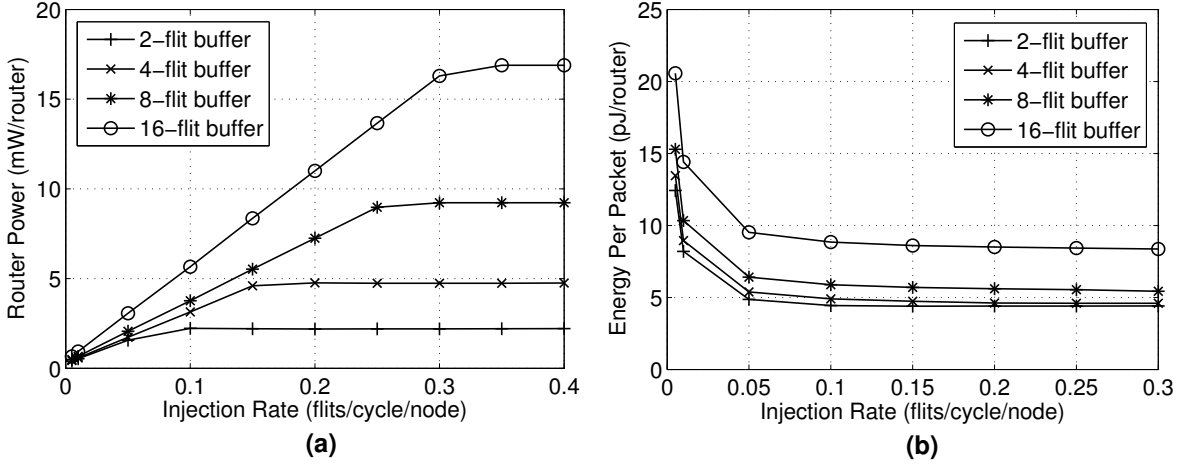 20
15
10
5
0
0
0.1
0.2
0.3
0.4
Router Power (mW/router)
Injection Rate (flits/cycle/node)
2−flit buffer
4−flit buffer
8−flit buffer
16−flit buffer
(a)
25
20
15
10
5
0
0
0.05
0.1
0.15
0.2
0.25
0.3
Energy Per Packet (pJ/router)
Injection Rate (flits/cycle/node)
2−flit buffer
4−flit buffer
8−flit buffer
16−flit buffer
(b)